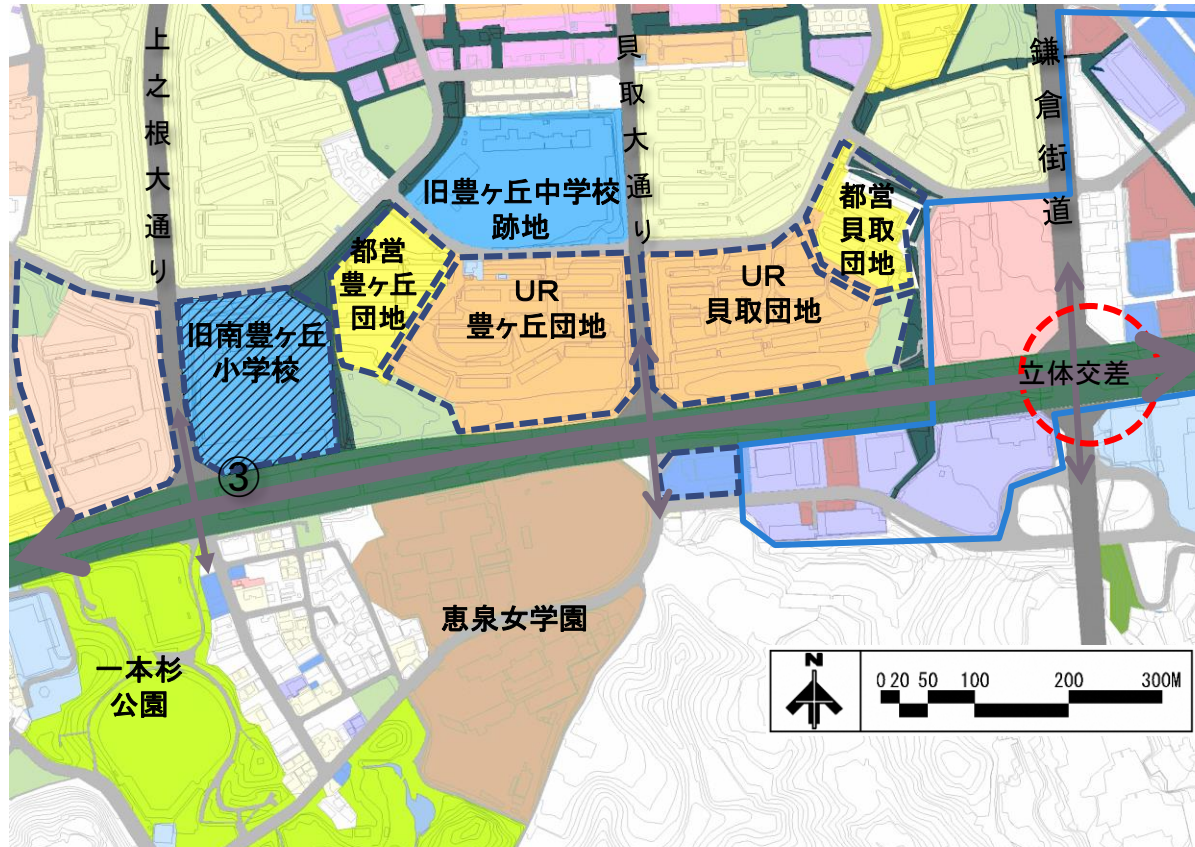 上之根大通り
貝取大通り
鎌倉街道
旧豊ヶ丘中学校
跡地
都営
貝取
団地
都営
豊ヶ丘
団地
UR
豊ヶ丘団地
UR
貝取団地
旧南豊ヶ丘
小学校
立体交差
③
恵泉女学園
一本杉
公園
N
0 20 50 100 200 300M